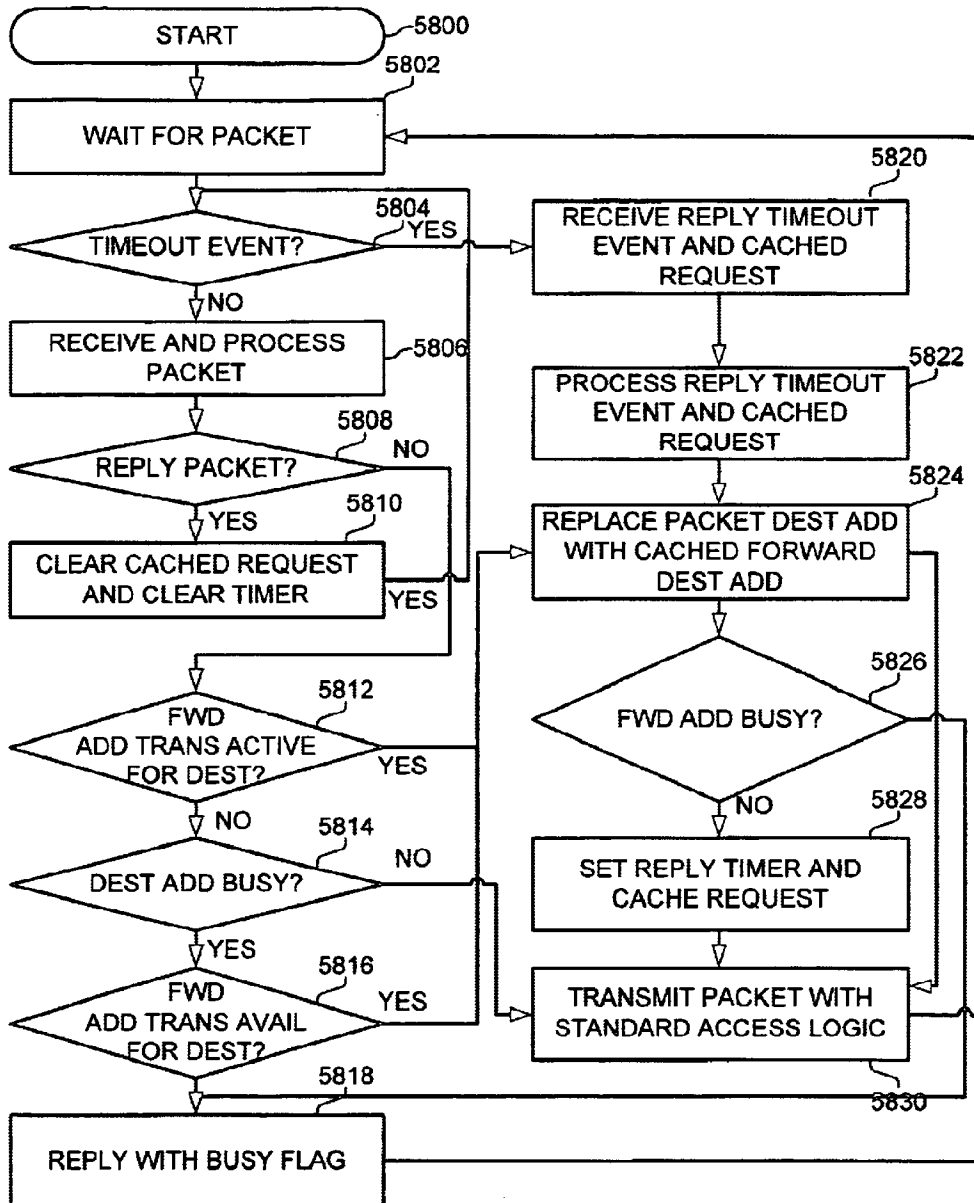 START
5800
5802
WAIT FOR PACKET
5804
TIMEOUT EVENT?
YES
NO
RECEIVE AND PROCESS
PACKET
5806
5808
REPLY PACKET?
NO
YES
5810
CLEAR CACHED REQUEST
AND CLEAR TIMER
YES
5812
FWD
ADD TRANS ACTIVE
FOR DEST?
YES
NO
5814
DEST ADD BUSY?
NO
YES
5816
FWD
ADD TRANS AVAIL
FOR DEST?
YES
5818
REPLY WITH BUSY FLAG
5820
RECEIVE REPLY TIMEOUT
EVENT AND CACHED
REQUEST
5822
PROCESS REPLY TIMEOUT
EVENT AND CACHED
REQUEST
5824
REPLACE PACKET DEST ADD
WITH CACHED FORWARD
DEST ADD
5826
FWD ADD BUSY?
NO
5828
SET REPLY TIMER AND
CACHE REQUEST
TRANSMIT PACKET WITH
STANDARD ACCESS LOGIC
5830